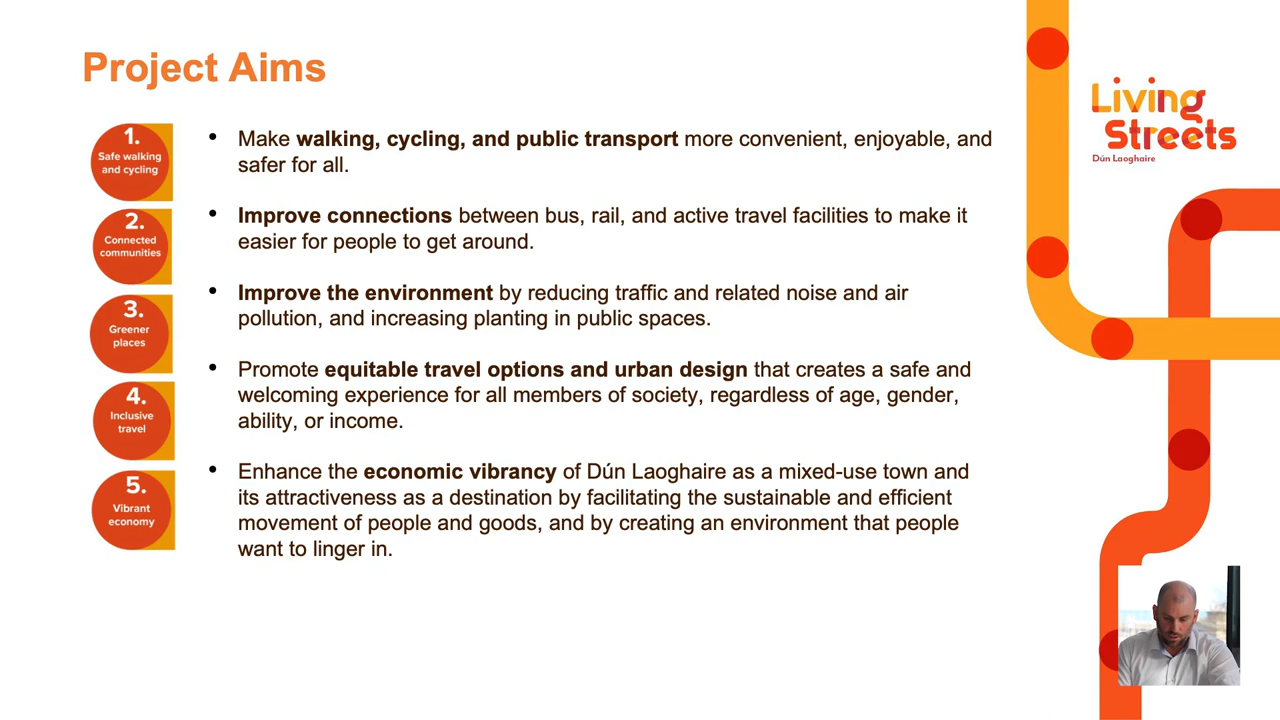 Project Aims
1.
Safe walking
and cycling
• Make walking, cycling, and public transport more convenient, enjoyable, and
safer for all.
2.
Connected
communities
• Improve connections between bus, rail, and active travel facilities to make it
easier for people to get around.
3.
Greener
places
• Improve the environment by reducing traffic and related noise and air
pollution, and increasing planting in public spaces.
4.
Inclusive
travel
• Promote equitable travel options and urban design that creates a safe and
welcoming experience for all members of society, regardless of age, gender,
ability, or income.
5.
Vibrant
economy
• Enhance the economic vibrancy of Dún Laoghaire as a mixed-use town and
its attractiveness as a destination by facilitating the sustainable and efficient
movement of people and goods, and by creating an environment that people
want to linger in.
Living
Streets
Dún Laoghaire